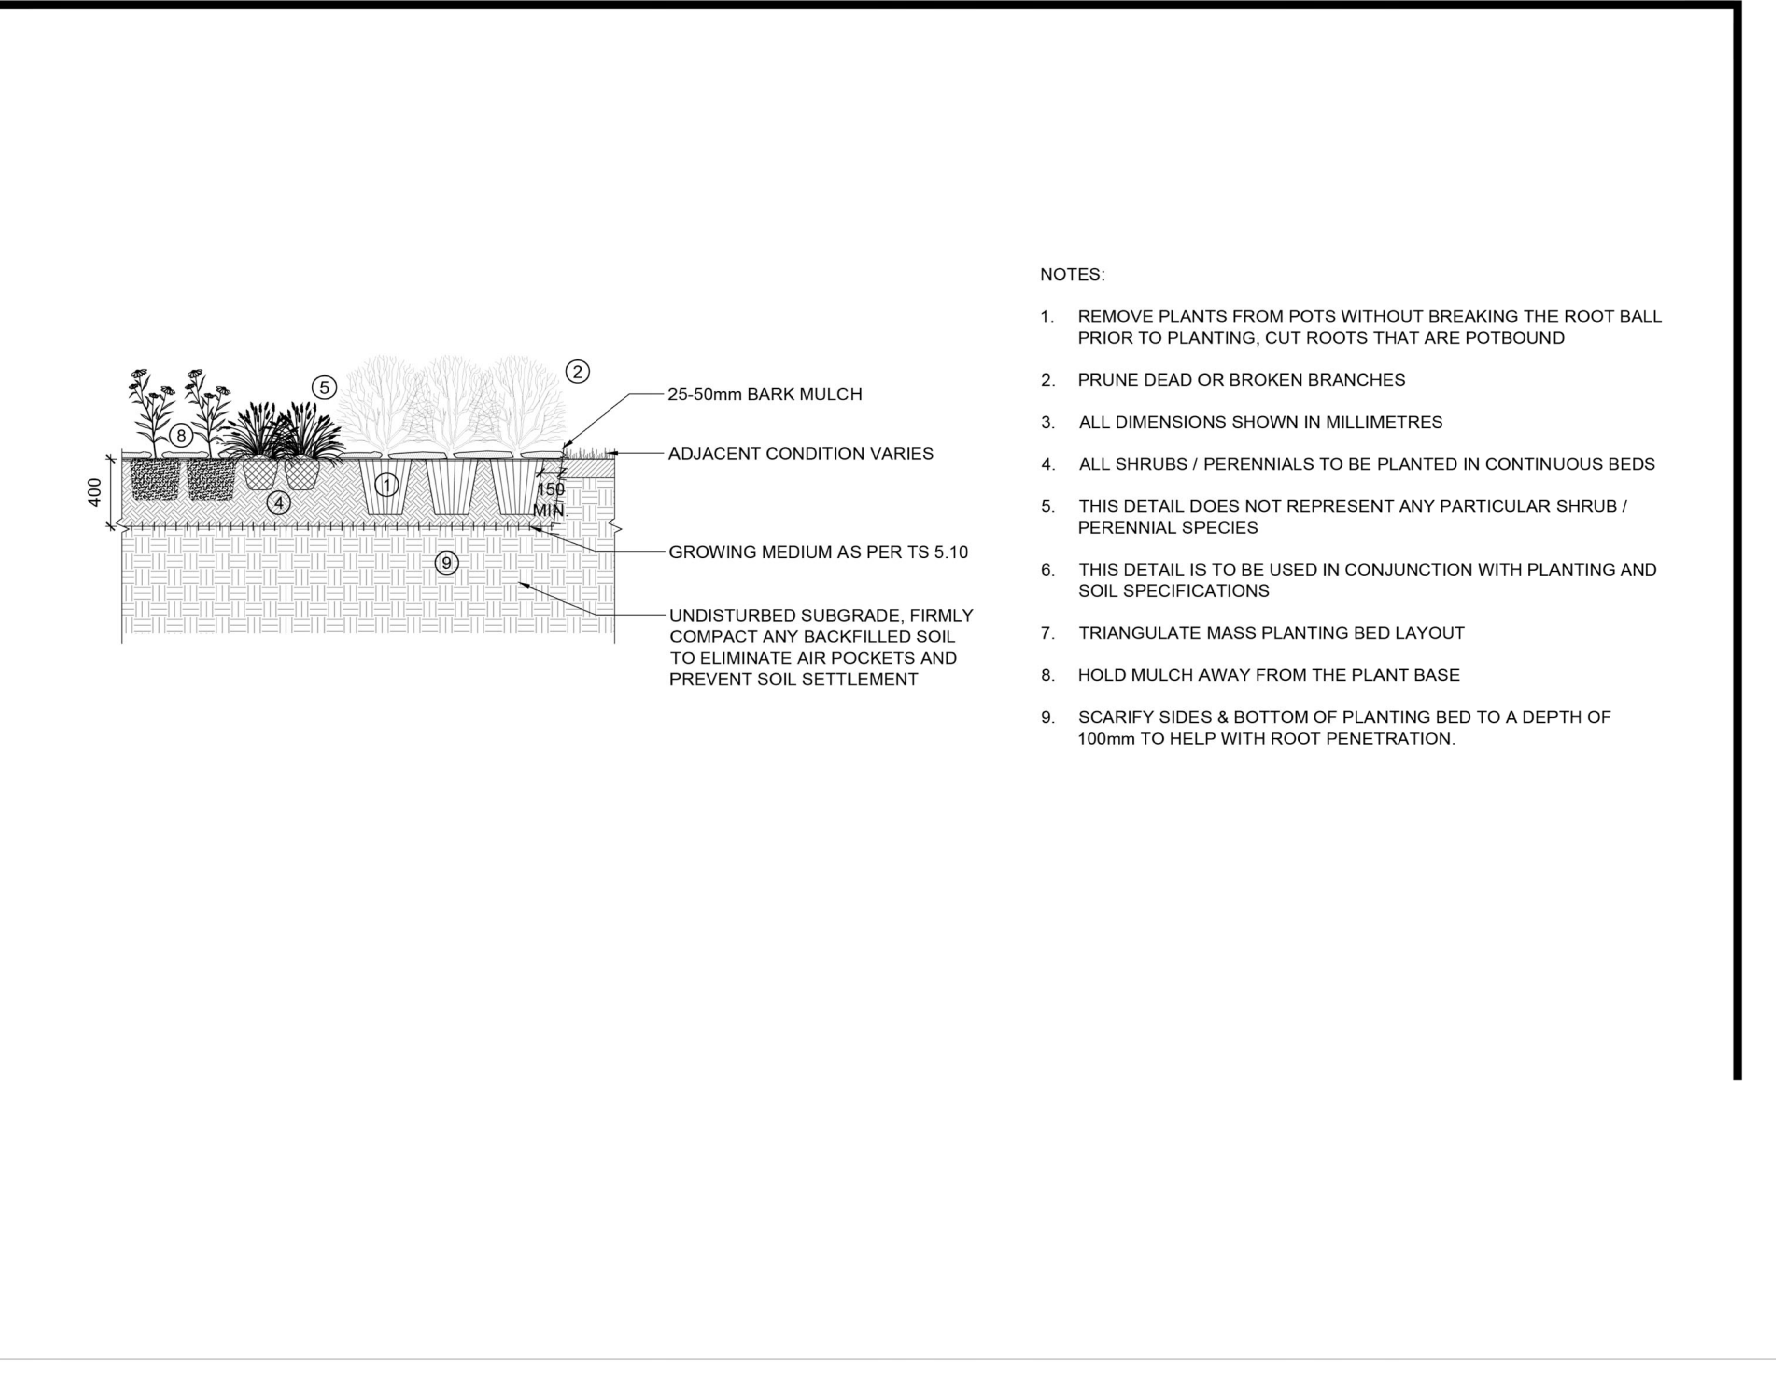 5
2
8
25-50mm BARK MULCH
ADJACENT CONDITION VARIES
400
1
150
MIN.
4
GROWING MEDIUM AS PER TS 5.10
9
UNDISTURBED SUBGRADE, FIRMLY
COMPACT ANY BACKFILLED SOIL
TO ELIMINATE AIR POCKETS AND
PREVENT SOIL SETTLEMENT
NOTES:
1. REMOVE PLANTS FROM POTS WITHOUT BREAKING THE ROOT BALL
PRIOR TO PLANTING, CUT ROOTS THAT ARE POTBOUND
2. PRUNE DEAD OR BROKEN BRANCHES
3. ALL DIMENSIONS SHOWN IN MILLIMETRES
4. ALL SHRUBS / PERENNIALS TO BE PLANTED IN CONTINUOUS BEDS
5. THIS DETAIL DOES NOT REPRESENT ANY PARTICULAR SHRUB /
PERENNIAL SPECIES
6. THIS DETAIL IS TO BE USED IN CONJUNCTION WITH PLANTING AND
SOIL SPECIFICATIONS
7. TRIANGULATE MASS PLANTING BED LAYOUT
8. HOLD MULCH AWAY FROM THE PLANT BASE
9. SCARIFY SIDES & BOTTOM OF PLANTING BED TO A DEPTH OF
100mm TO HELP WITH ROOT PENETRATION.